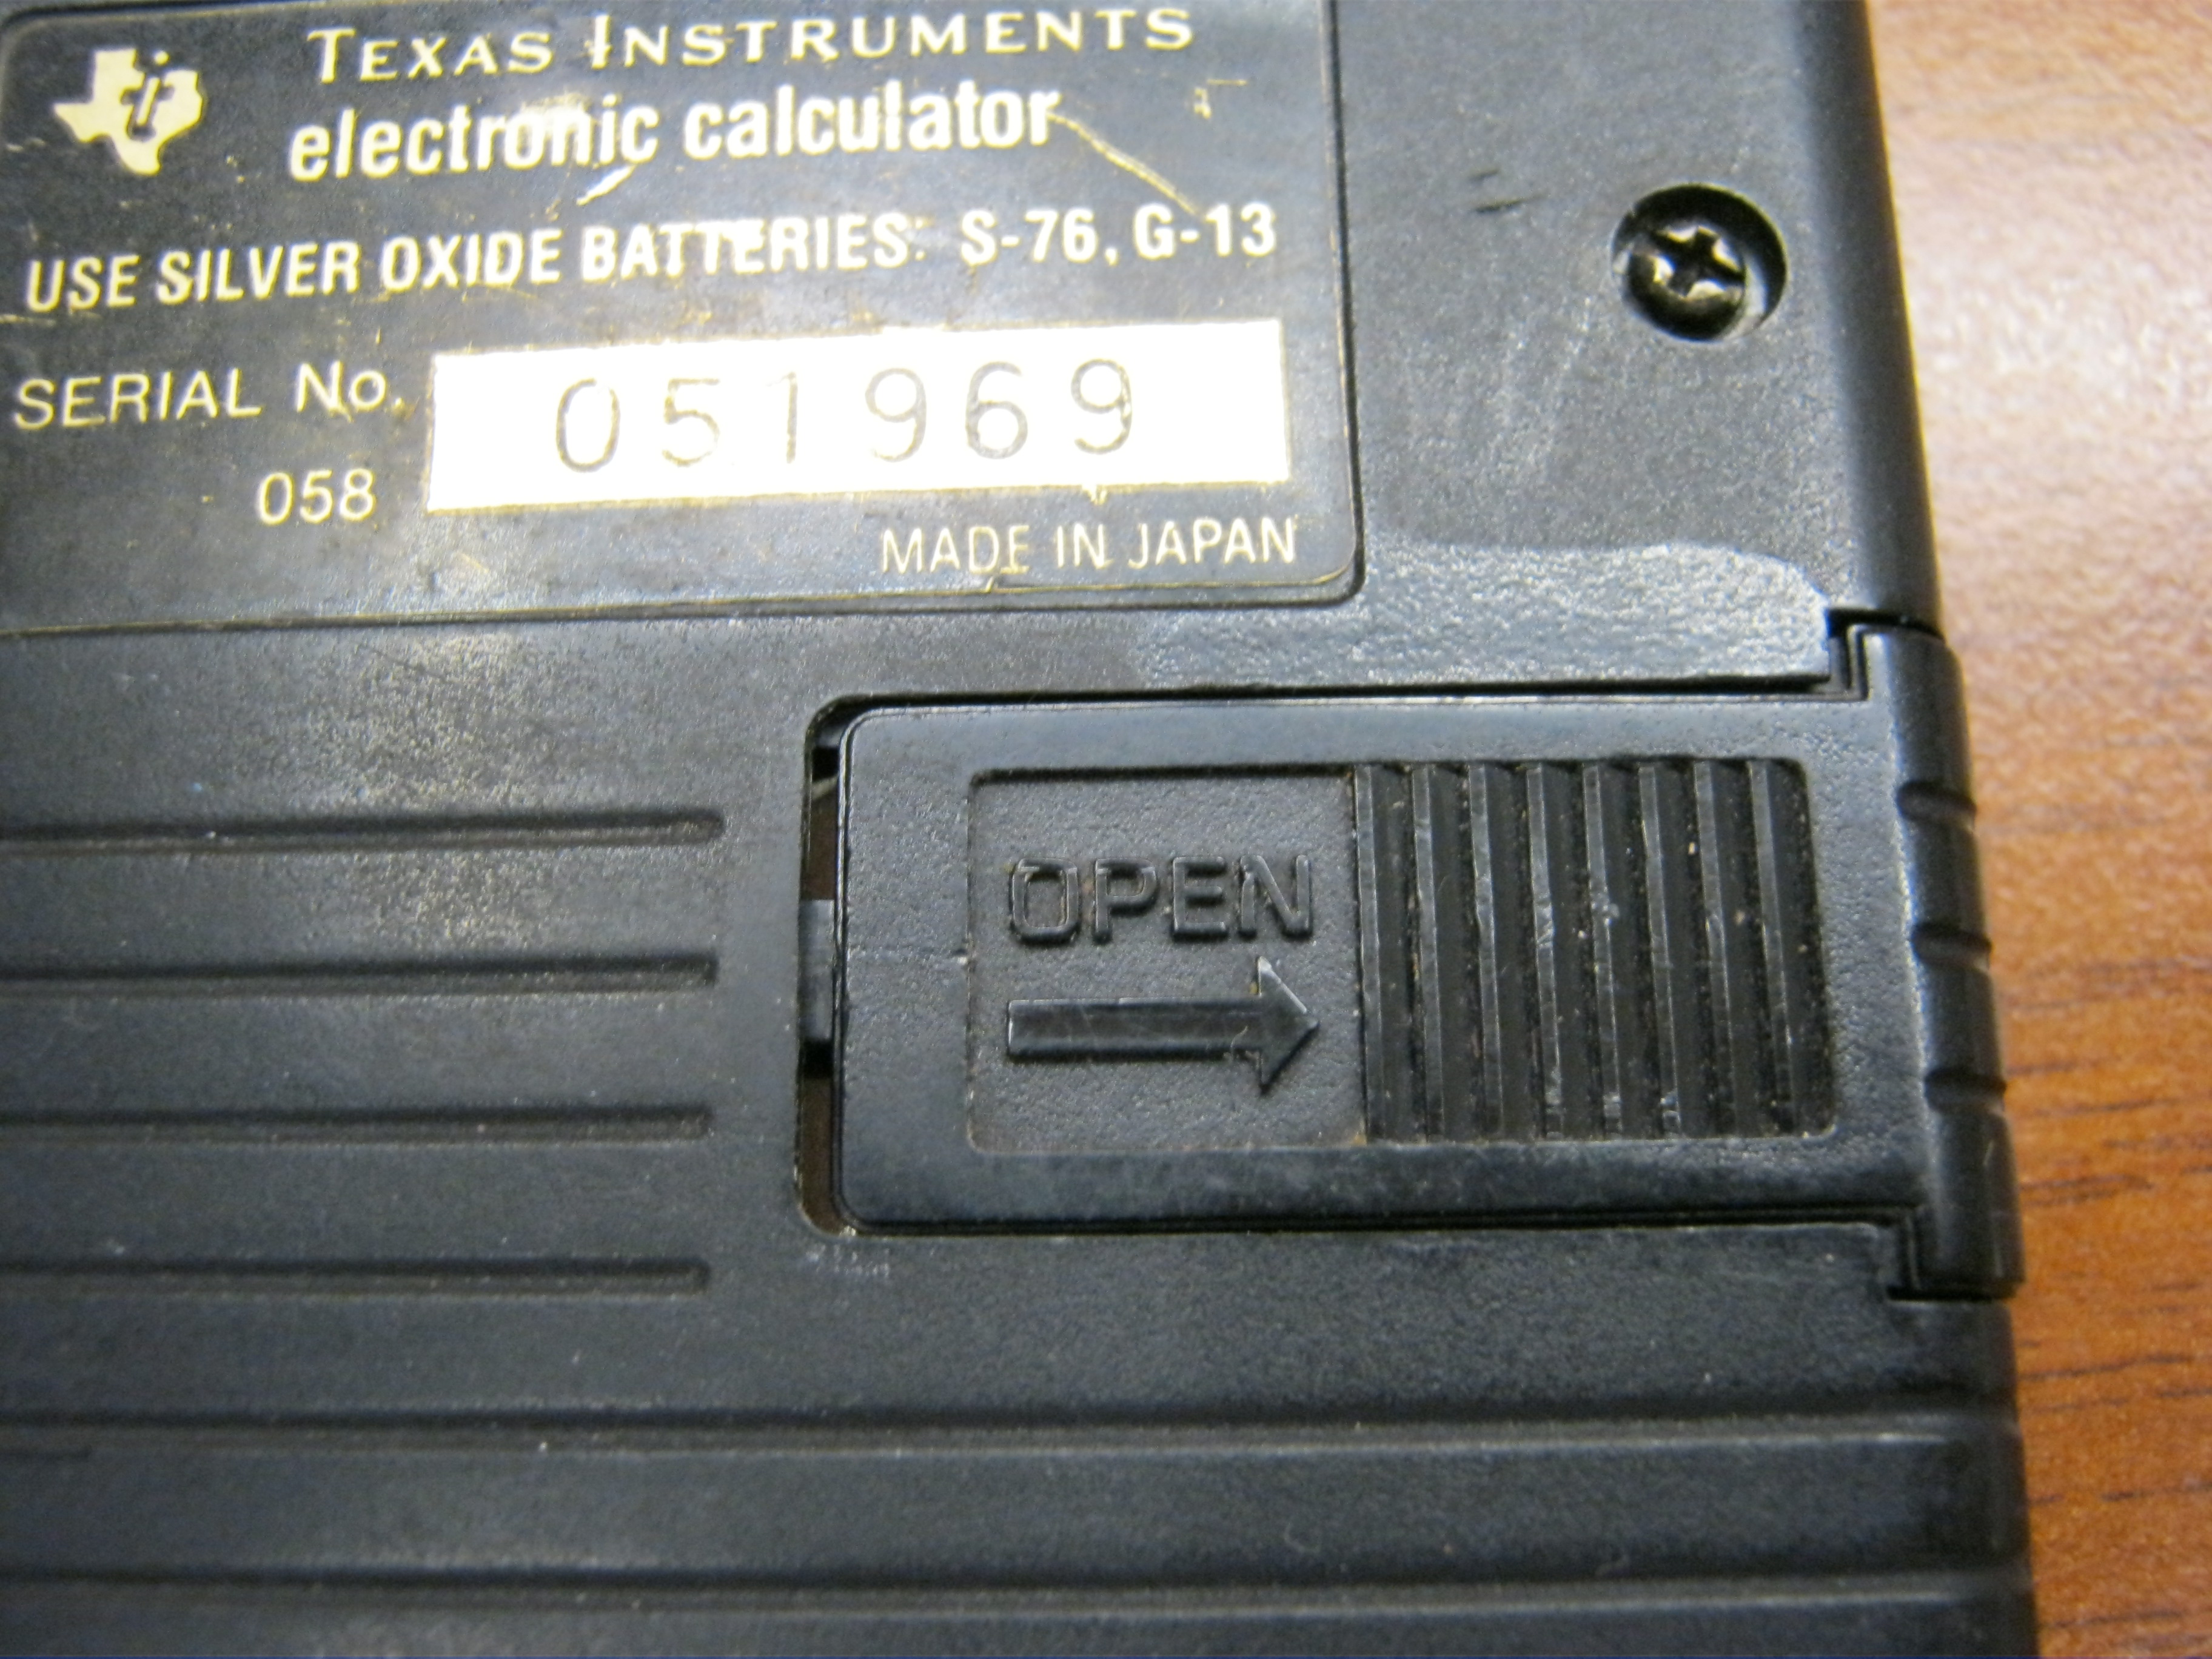 TEXAS INSTRUMENTS
electronic calculator
USE SILVER OXIDE BATTERIES: S-76, G-13
SERIAL No. 051969
058
MADE IN JAPAN
OPEN